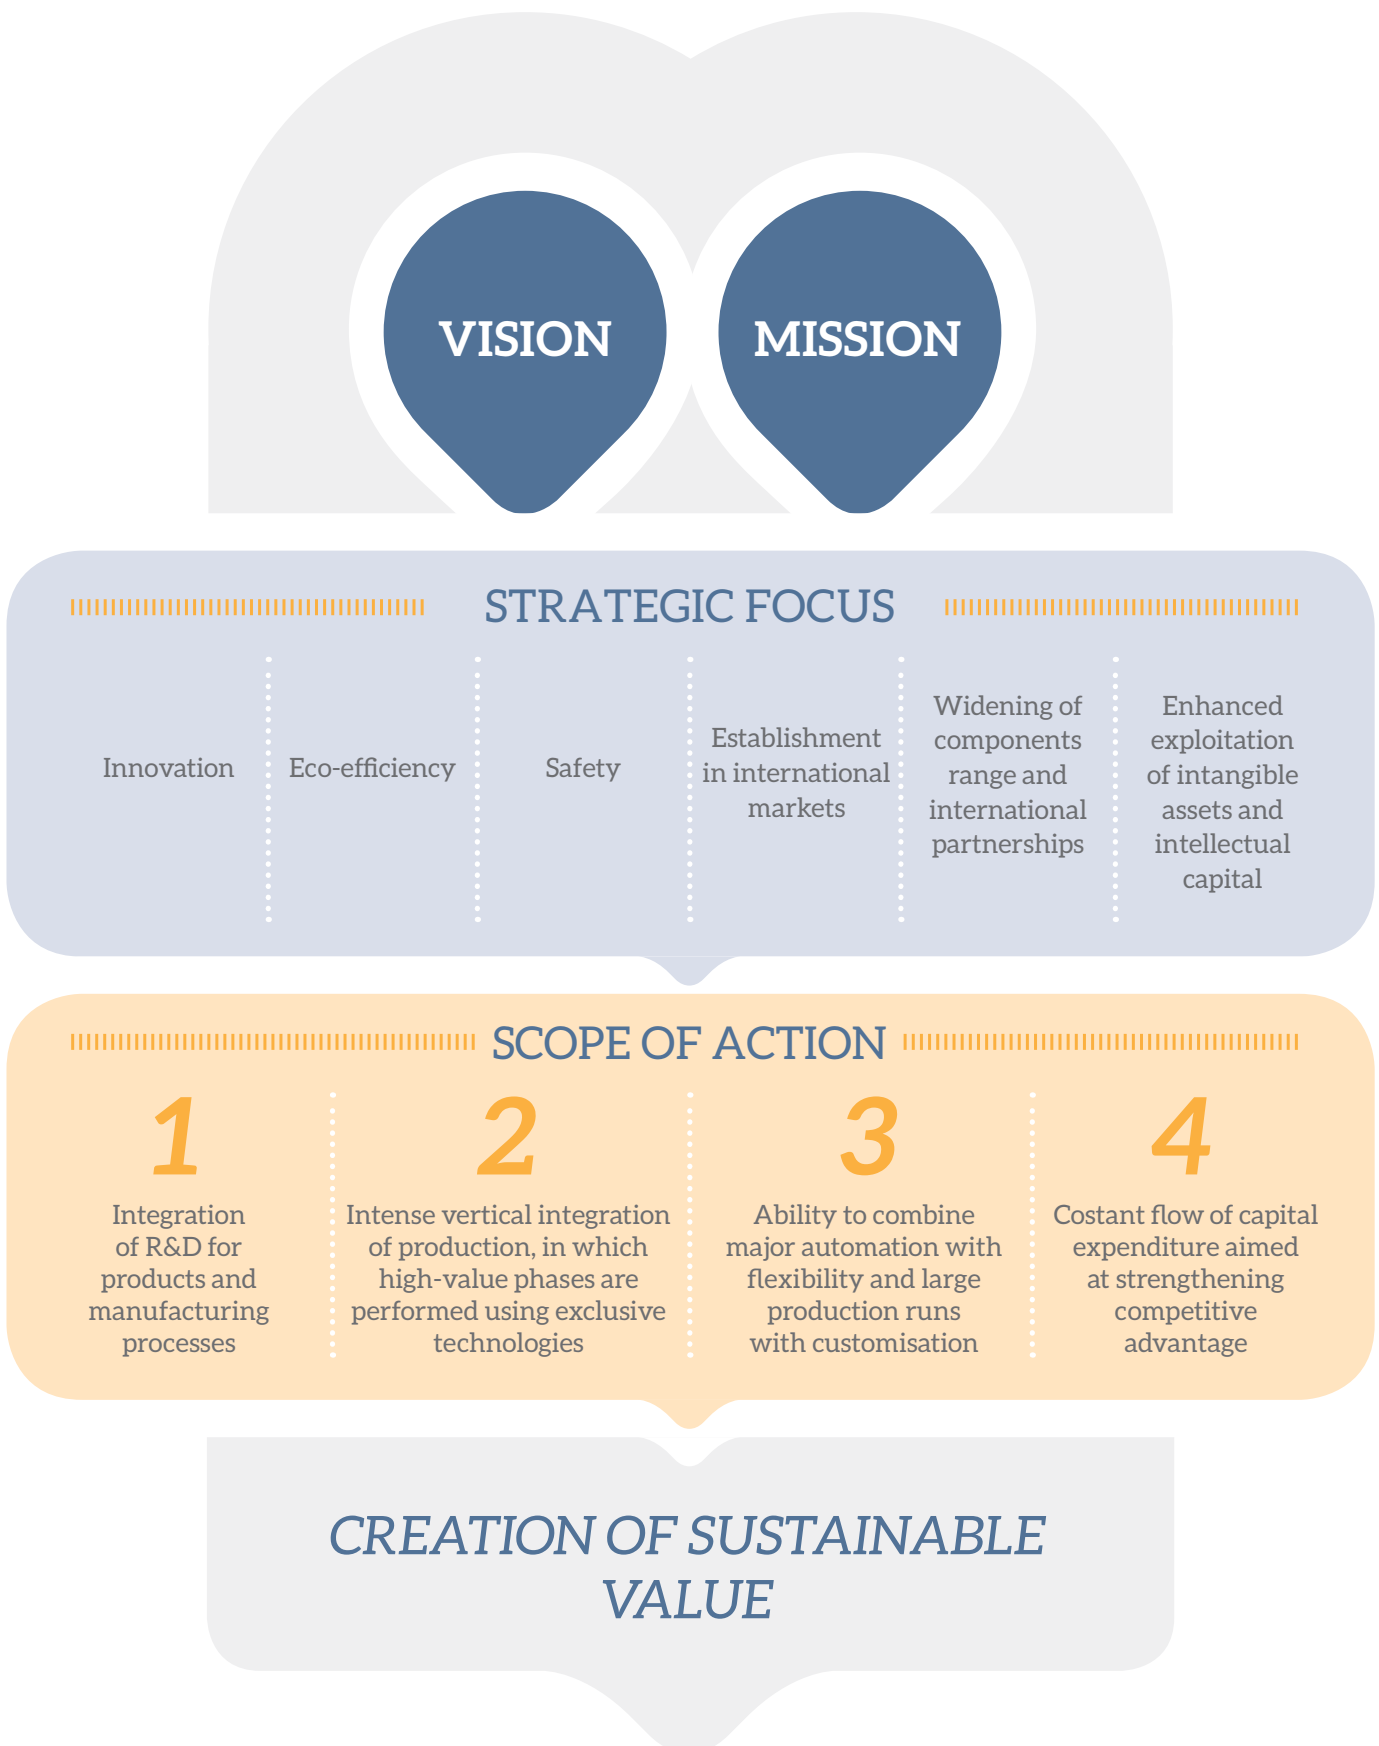 VISION
MISSION
STRATEGIC FOCUS
Innovation
Eco-efficiency
Safety
Establishment
in international
markets
Widening of
components
range and
international
partnerships
Enhanced
exploitation
of intangible
assets and
intellectual
capital
SCOPE OF ACTION
1
Integration
of R&D for
products and
manufacturing
processes
2
Intense vertical integration
of production, in which
high-value phases are
performed using exclusive
technologies
3
Ability to combine
major automation with
flexibility and large
production runs
with customisation
4
Costant flow of capital
expenditure aimed
at strengthening
competitive
advantage
CREATION OF SUSTAINABLE
VALUE